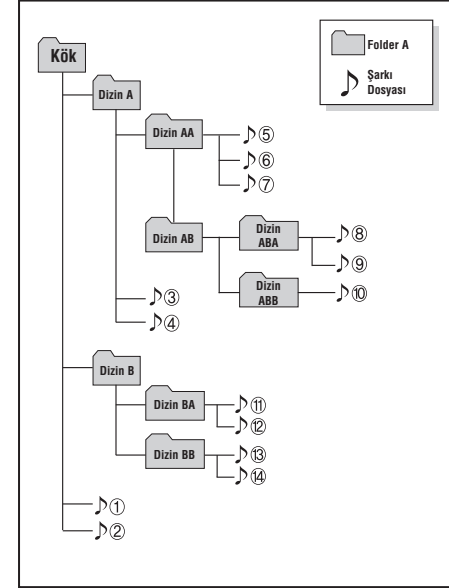 Kök
Folder A
Şarkı
Dosyası
Dizin A
Dizin AA
⑤
⑥
⑦
Dizin AB
Dizin
ABA
⑧
⑨
Dizin
ABB
⑩
③
④
Dizin B
Dizin BA
⑪
⑫
Dizin BB
⑬
⑭
①
②